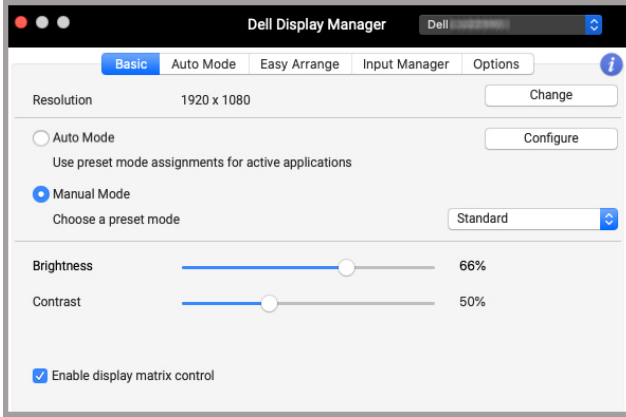 Dell Display Manager Dell
Basic Auto Mode Easy Arrange Input Manager Options i
Resolution 1920 x 1080 Change
Auto Mode Configure
Use preset mode assignments for active applications
Manual Mode
Choose a preset mode Standard
Brightness 66%
Contrast 50%
Enable display matrix control